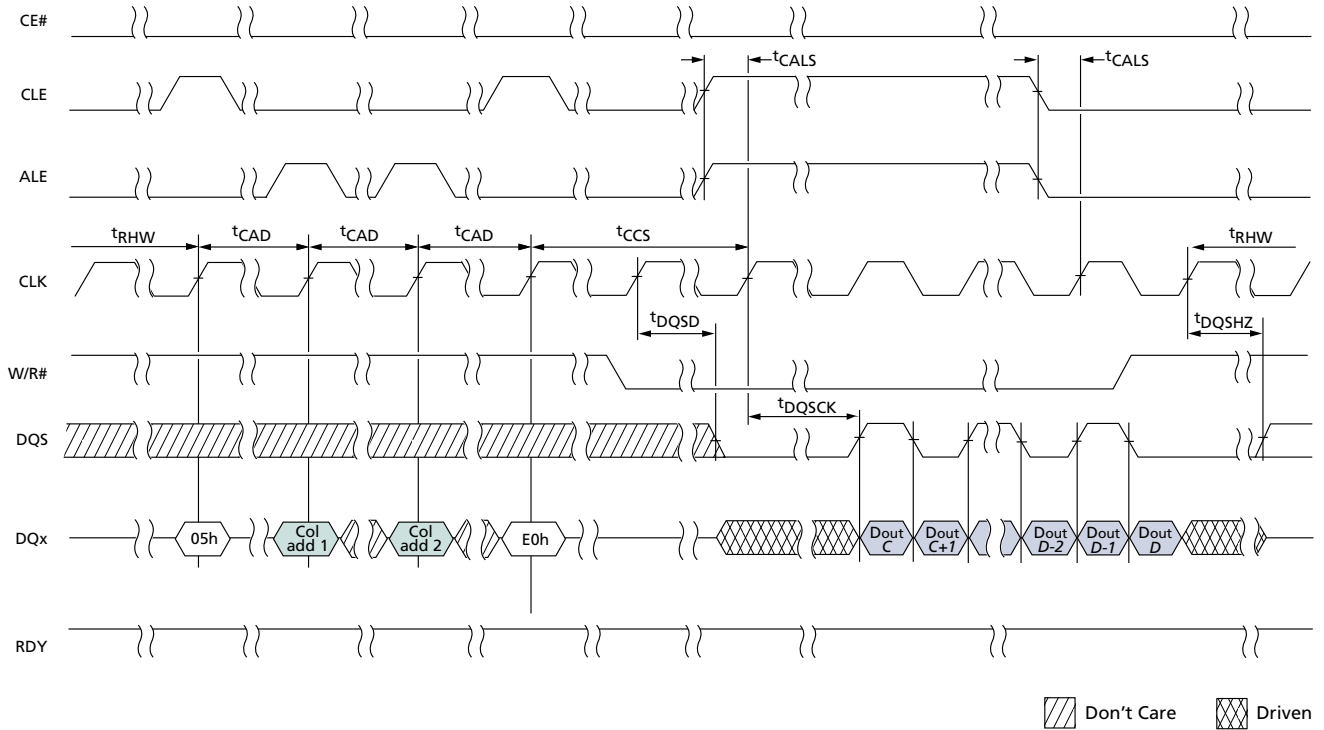 CE#
tCALS
tCALS
CLE
ALE
tRHW
tCAD
tCAD
tCAD
tCCS
tRHW
CLK
tDQSD
tDQSHZ
W/R#
tDQSCK
DQS
DQx
05h
Col
add 1
Col
add 2
E0h
Dout
C
Dout
C+1
Dout
D-2
Dout
D-1
Dout
D
RDY
Don't Care
Driven